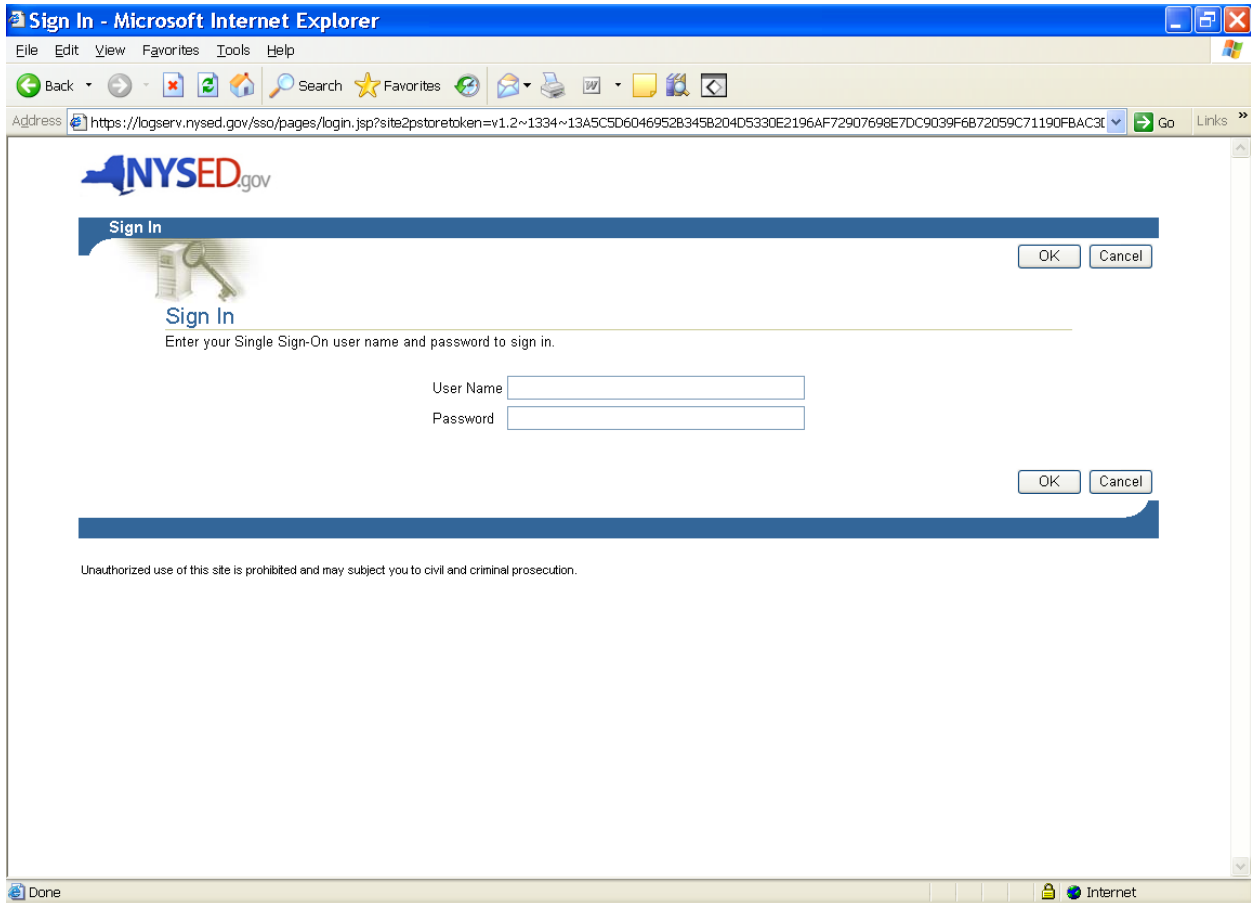 Sign In - Microsoft Internet Explorer
File Edit View Favorites Tools Help
Back Search Favorites
Address https://logserv.nysed.gov/sso/pages/login.jsp?site2pstoretoken=v1.2~1334~13A5C5D6046952B345B204D5330E2196AF72907698E7DC9039F6B72059C71190FBAC3D Go Links »
NYSED.gov
Sign In
OK Cancel
Sign In
Enter your Single Sign-On user name and password to sign in.
User Name
Password
OK Cancel
Unauthorized use of this site is prohibited and may subject you to civil and criminal prosecution.
Done Internet